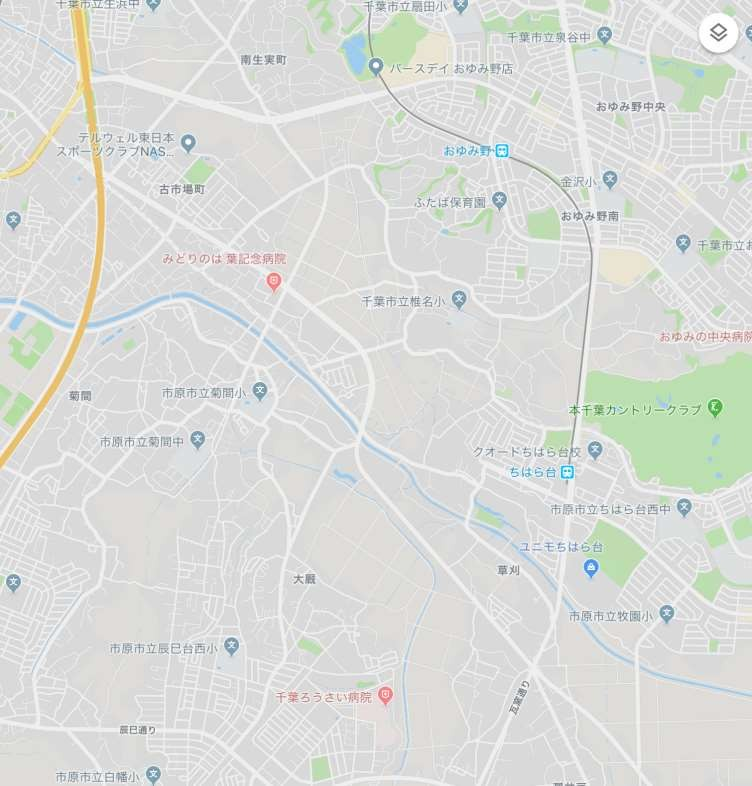 千葉市立生浜中
千葉市立扇田小
千葉市立泉谷中
南生実町
バースデイ おゆみ野店
おゆみ野中央
テルウェル東日本
スポーツクラブNAS...
おゆみ野
古市場町
金沢小
ふたば保育園
おゆみ野南
千葉市立お
みどりのは 葉記念病院
千葉市立椎名小
おゆみの中央病院
菊間
市原市立菊間小
本千葉カントリークラブ
市原市立菊間中
クオードちはら台校
ちはら台
市原市立ちはら台西中
ユニモちはら台
大厩
草刈
市原市立牧園小
市原市立辰巳台西小
千葉ろうさい病院
瓦窯通り
辰巳通り
市原市立白幡小